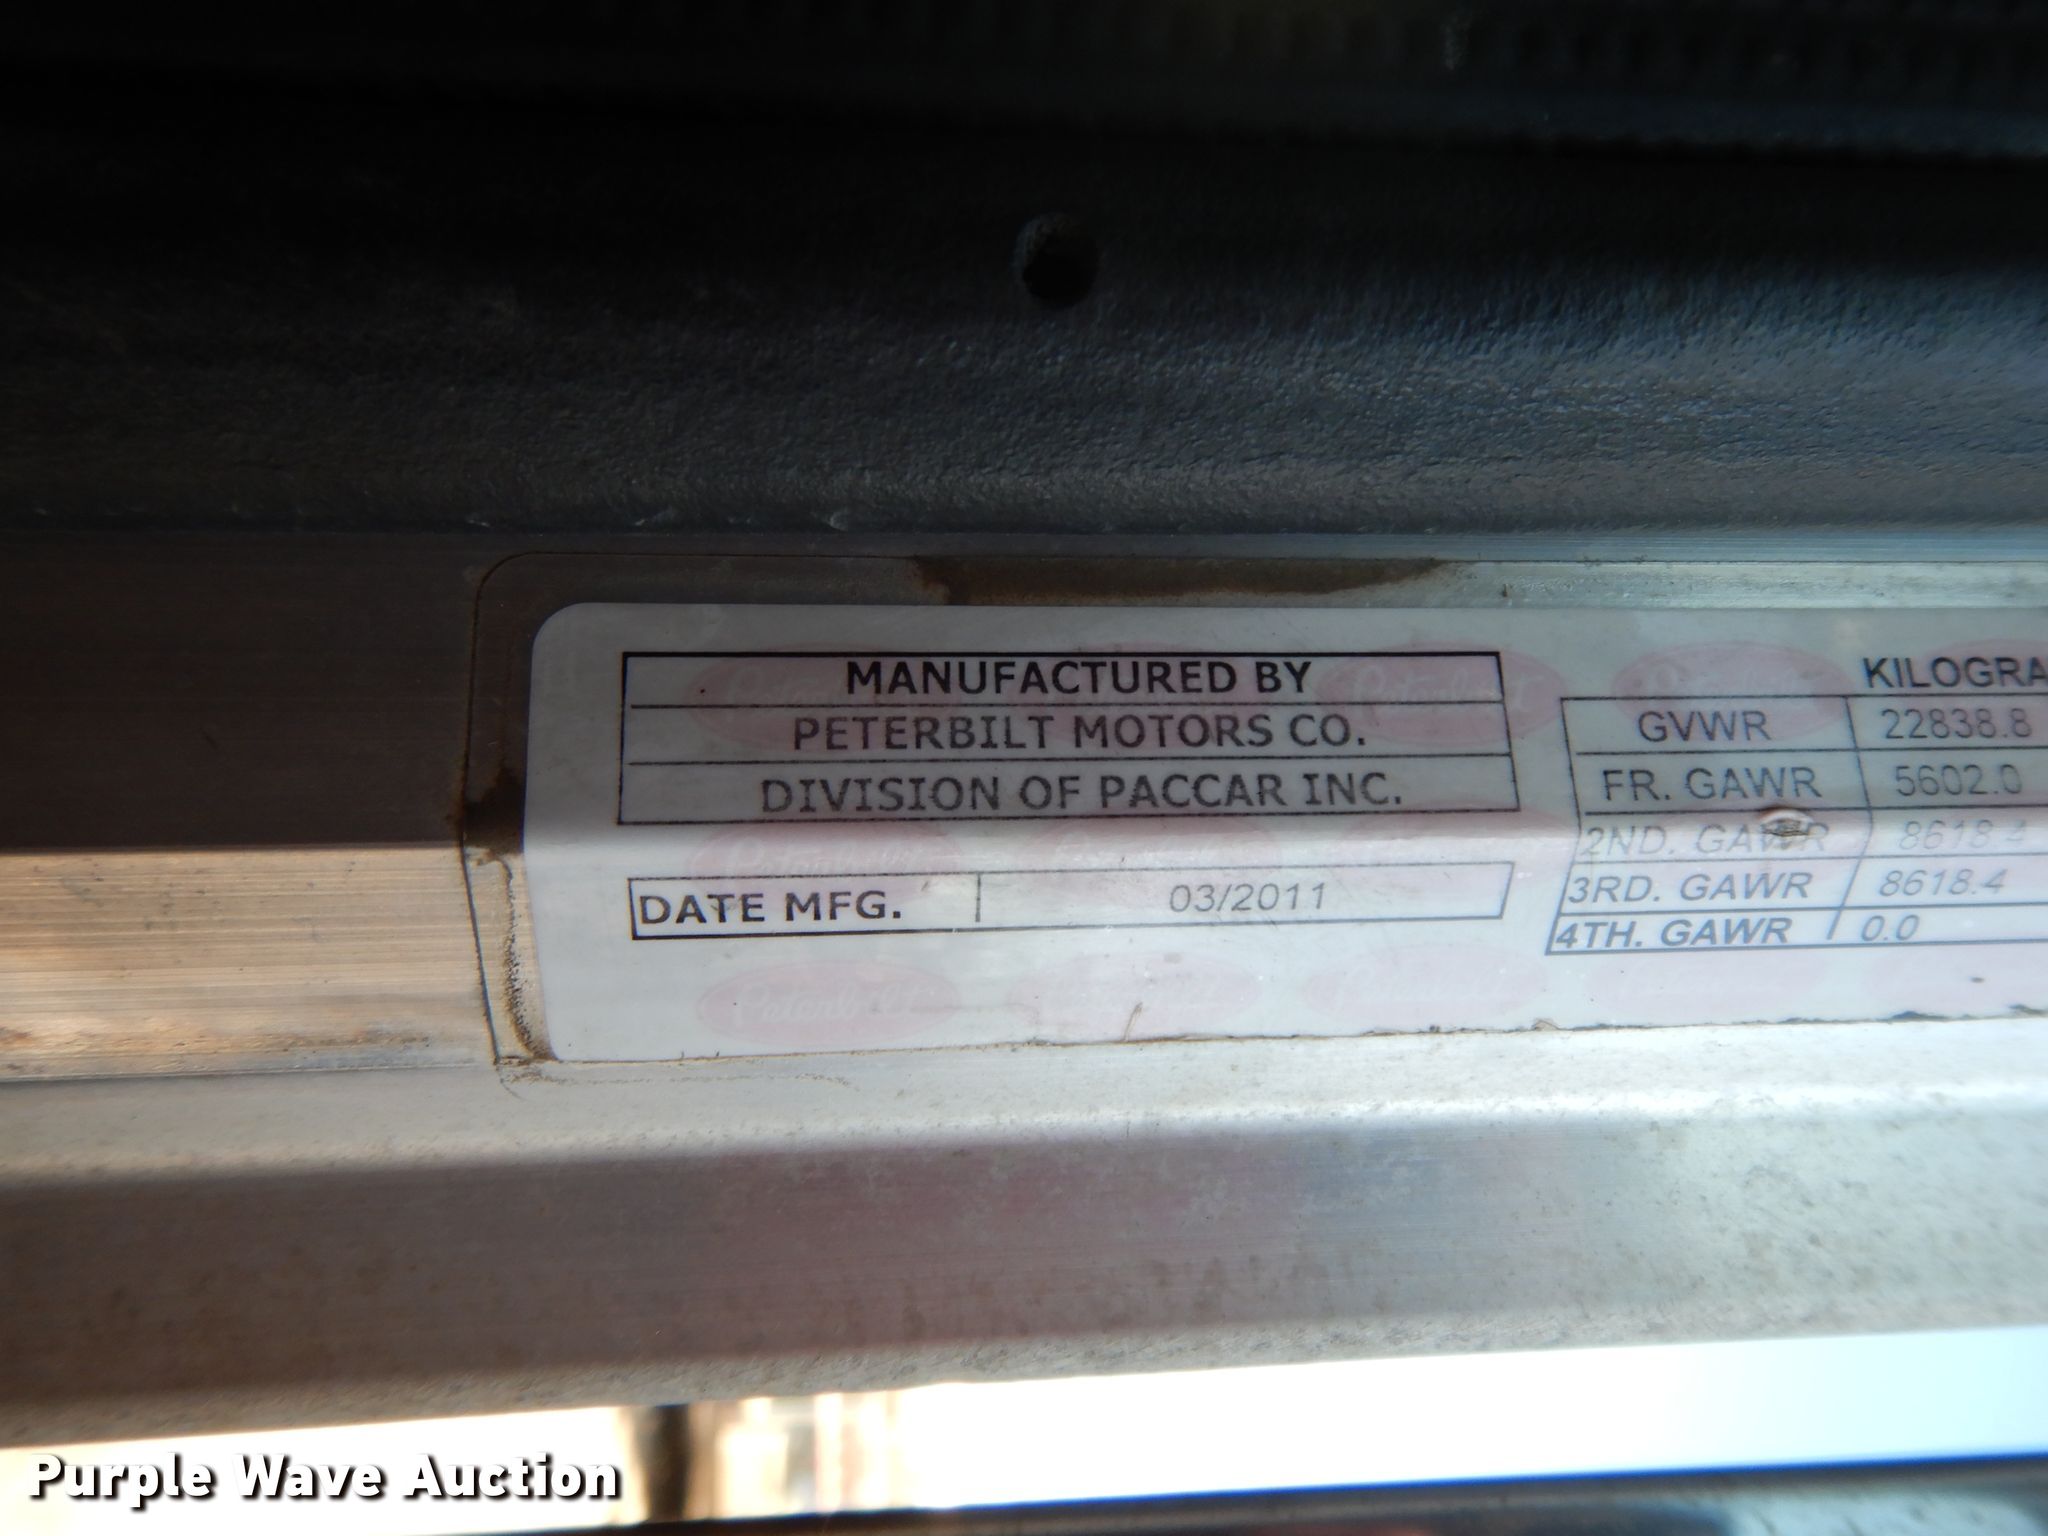 MANUFACTURED BY
PETERBILT MOTORS CO.
DIVISION OF PACCAR INC.
DATE MFG. 03/2011
KILOGRA
GVWR 22838.8
FR. GAWR 5602.0
2ND. GAWR 8618.4
3RD. GAWR 8618.4
4TH. GAWR 0.0
Peterbilt
Purple Wave Auction